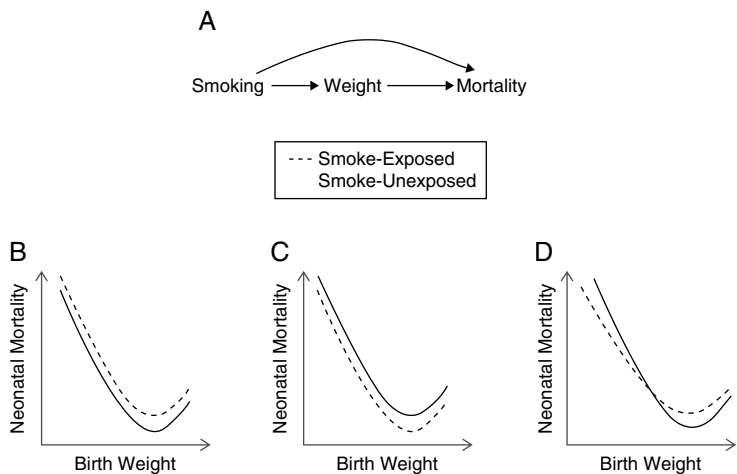 A
Smoking Weight Mortality
--- Smoke-Exposed
Smoke-Unexposed
B
C
D
Neonatal Mortality
Birth Weight
Neonatal Mortality
Birth Weight
Neonatal Mortality
Birth Weight